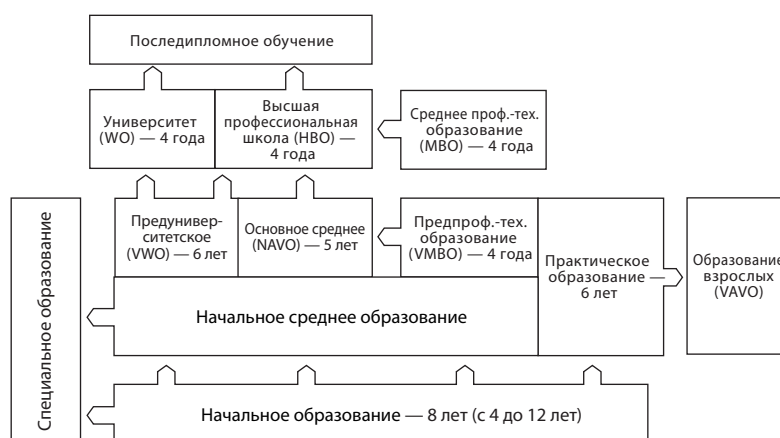 Последипломное обучение
Университет
(WO) — 4 года
Высшая
профессиональная
школа (HBO) —
4 года
Среднее проф.-тех.
образование
(MBO) — 4 года
Специальное образование
Предунивер-
ситетское
(VWO) — 6 лет
Основное среднее
(NAVO) — 5 лет
Предпроф.-тех.
образование
(VMBO) — 4 года
Практическое
образование —
6 лет
Образование
взрослых
(VAVO)
Начальное среднее образование
Начальное образование — 8 лет (с 4 до 12 лет)